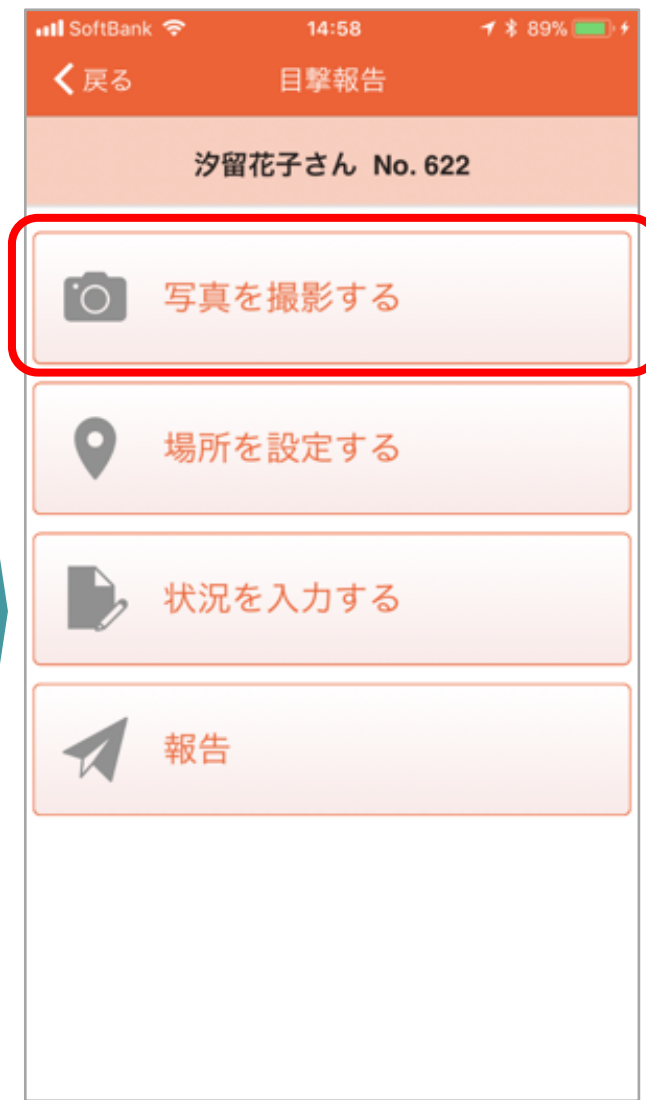 SoftBank 14:58 89%
戻る 目撃報告
汐留花子さん No. 622
写真を撮影する
場所を設定する
状況を入力する
報告